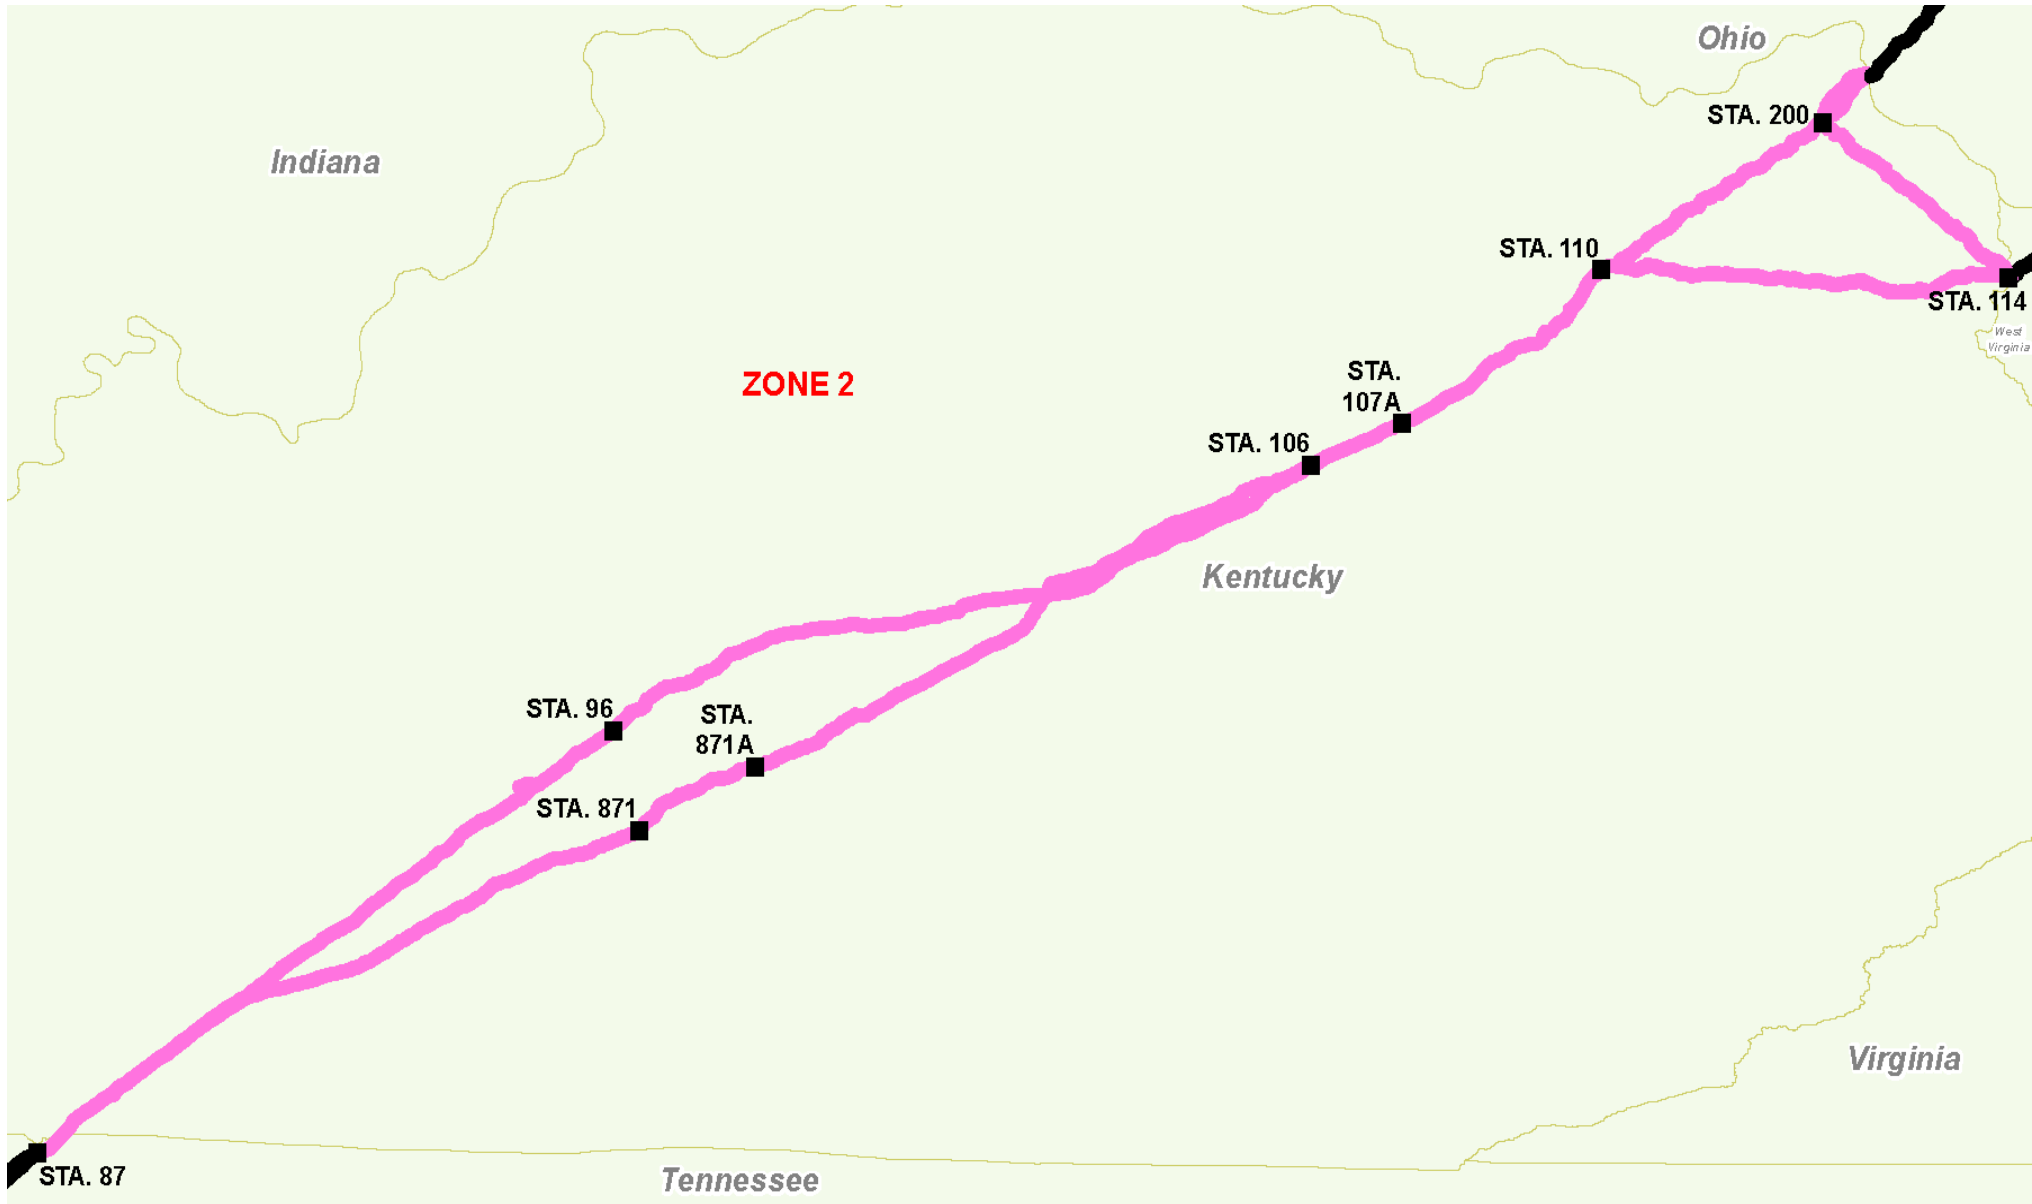 Ohio
STA. 200
Indiana
STA. 110
STA. 114
West
Virginia
STA.
107A
ZONE 2
STA. 106
Kentucky
STA. 96
STA.
871A
STA. 871
Virginia
STA. 87
Tennessee